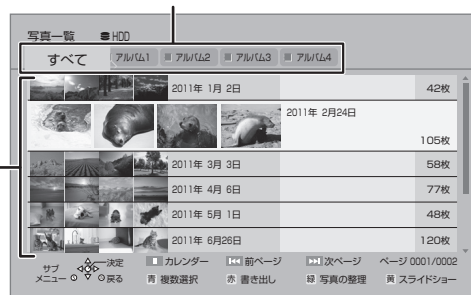 写真一覧 HDD
すべて アルバム1 アルバム2 アルバム3 アルバム4
2011年 1月 2日 42枚
2011年 2月24日
105枚
2011年 3月 3日 58枚
2011年 4月 6日 77枚
2011年 5月 1日 48枚
2011年 6月26日 120枚
サブメニュー 決定 戻る カレンダー 前ページ 次ページ ページ 0001/0002
青 複数選択 赤 書き出し 緑 写真の整理 黄 スライドショー